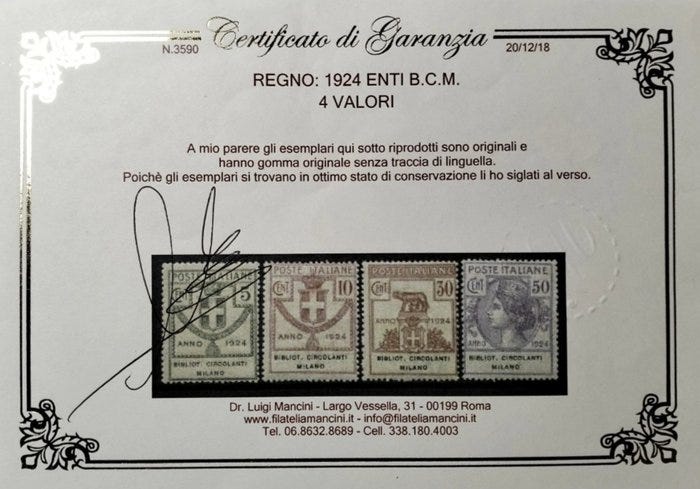 Certificato di Garanzia
N.3590
20/12/18
REGNO: 1924 ENTI B.C.M.
4 VALORI
A mio parere gli esemplari qui sotto riprodotti sono originali e
hanno gomma originale senza traccia di linguella.
Poichè gli esemplari si trovano in ottimo stato di conservazione li ho siglati al verso.
POSTE ITALIANE
CENT 5
ANNO 1924
BIBLIOT. CIRCOLANTI
MILANO
POSTE ITALIANE
CENT 10
ANNO 1924
BIBLIOT. CIRCOLANTI
MILANO
POSTE ITALIANE
CENT 30
ANNO 1924
BIBLIOT. CIRCOLANTI
MILANO
POSTE ITALIANE
CENT 50
ANNO 1924
BIBLIOT. CIRCOLANTI
MILANO
Dr. Luigi Mancini - Largo Vessella, 31 - 00199 Roma
www.filateliamancini.it - info@filateliamancini.it
Tel. 06.8632.8689 - Cell. 338.180.4003